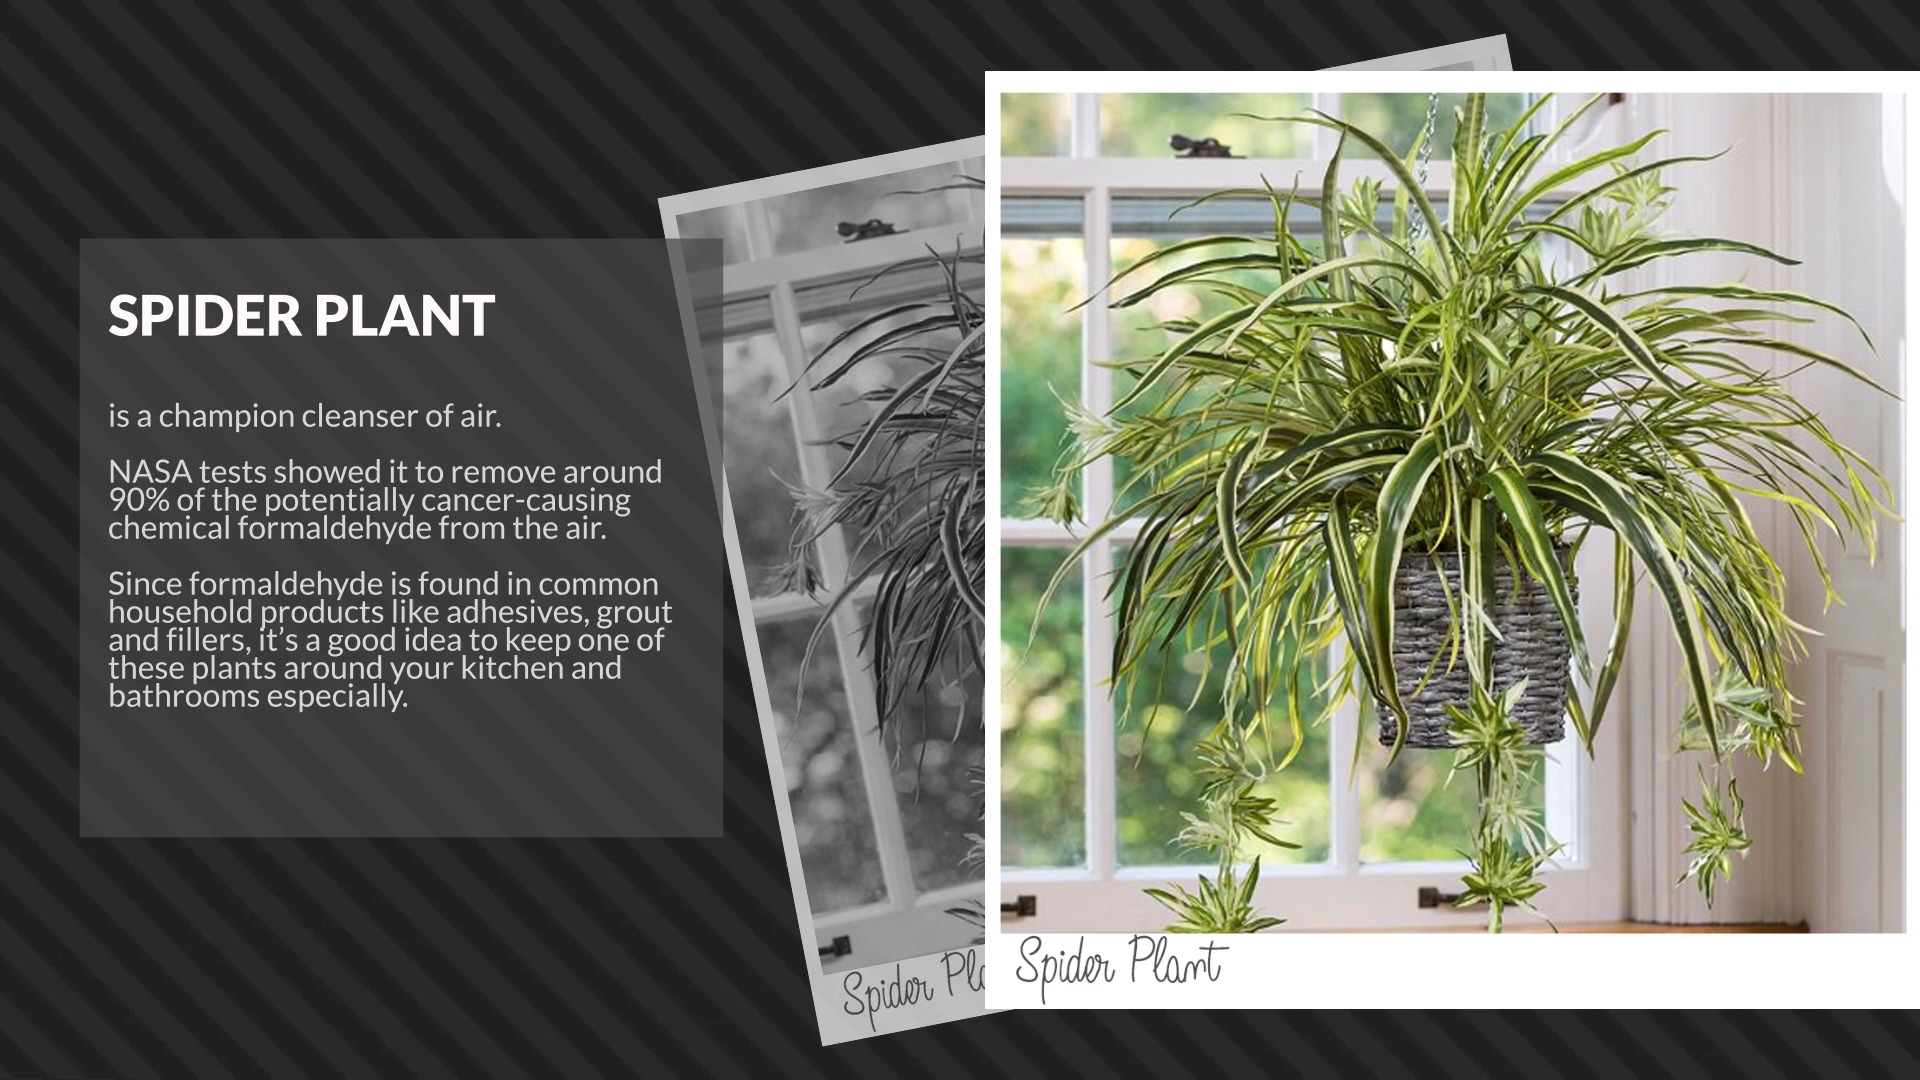 SPIDER PLANT
is a champion cleanser of air.
NASA tests showed it to remove around
90% of the potentially cancer-causing
chemical formaldehyde from the air.
Since formaldehyde is found in common
household products like adhesives, grout
and fillers, it’s a good idea to keep one of
these plants around your kitchen and
bathrooms especially.
Spider Pla
Spider Plant